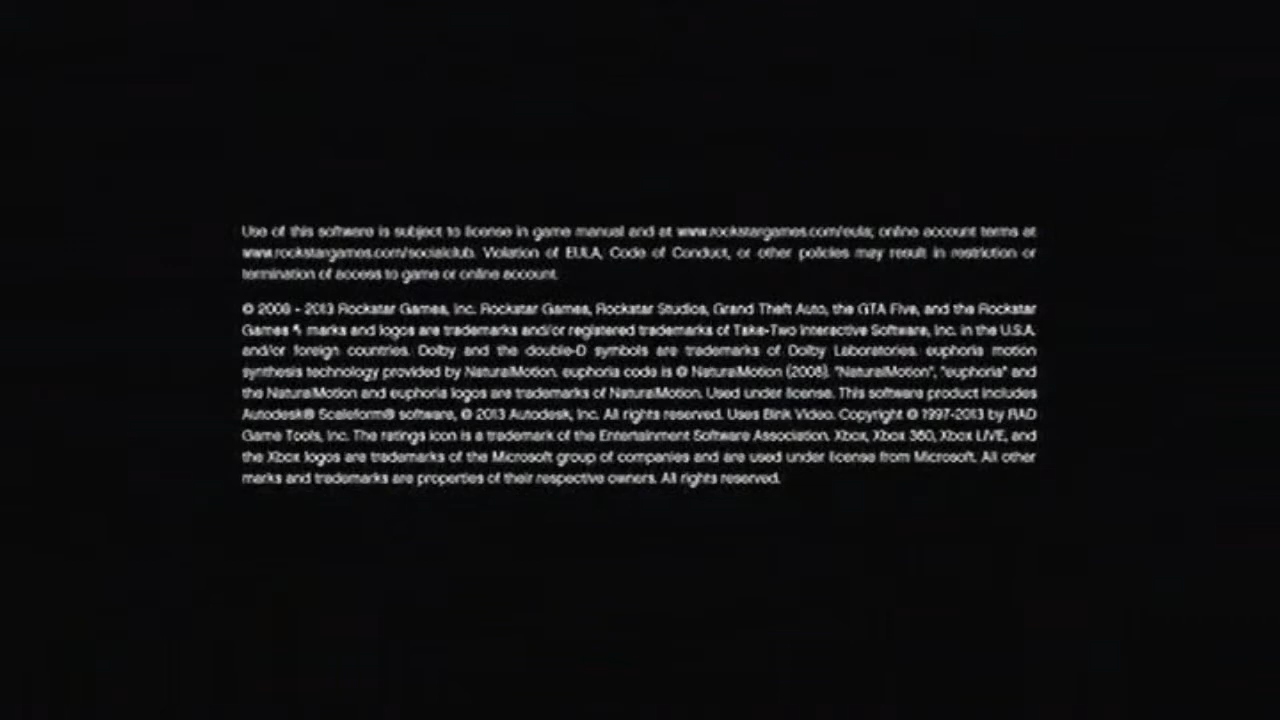 Use of this software is subject to license in game manual and at www.rockstargames.com/eula; online account terms at
www.rockstargames.com/socialclub. Violation of EULA, Code of Conduct, or other policies may result in restriction or
termination of access to game or online account.
© 2008 - 2013 Rockstar Games, Inc. Rockstar Games, Rockstar Studios, Grand Theft Auto, the GTA Five, and the Rockstar
Games marks and logos are trademarks and/or registered trademarks of Take-Two Interactive Software, Inc. in the U.S.A.
and/or foreign countries. Dolby and the double-D symbols are trademarks of Dolby Laboratories. euphoria motion
synthesis technology provided by NaturalMotion. euphoria code is © NaturalMotion (2008). "NaturalMotion", "euphoria" and
the NaturalMotion and euphoria logos are trademarks of NaturalMotion. Used under license. This software product includes
Autodesk® Scaleform® software, © 2013 Autodesk, Inc. All rights reserved. Uses Bink Video. Copyright © 1997-2013 by RAD
Game Tools, Inc. The ratings icon is a trademark of the Entertainment Software Association. Xbox, Xbox 360, Xbox LIVE, and
the Xbox logos are trademarks of the Microsoft group of companies and are used under license from Microsoft. All other
marks and trademarks are properties of their respective owners. All rights reserved.